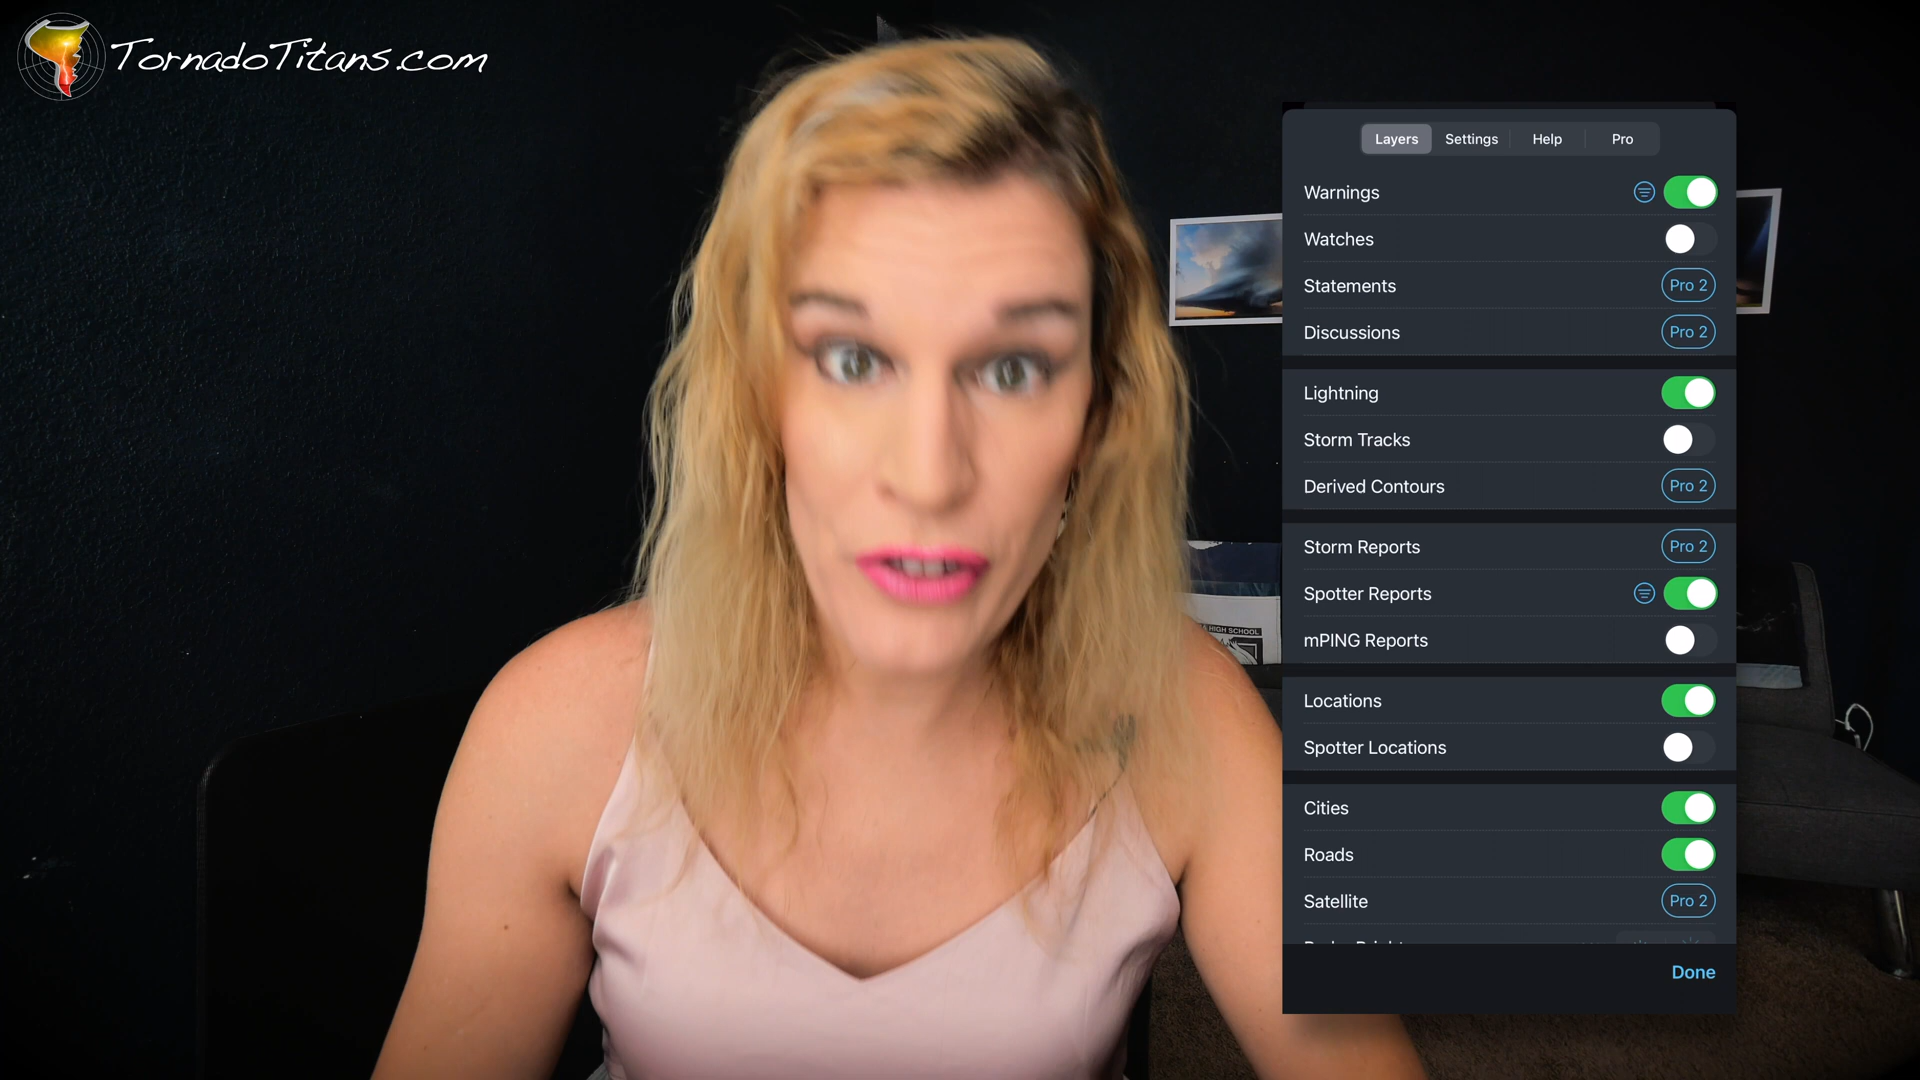 TornadoTitans.com
Layers Settings Help Pro
Warnings
Watches
Statements Pro 2
Discussions Pro 2
Lightning
Storm Tracks
Derived Contours Pro 2
Storm Reports Pro 2
Spotter Reports
mPING Reports
Locations
Spotter Locations
Cities
Roads
Satellite Pro 2
Done
HIGH SCHOOL